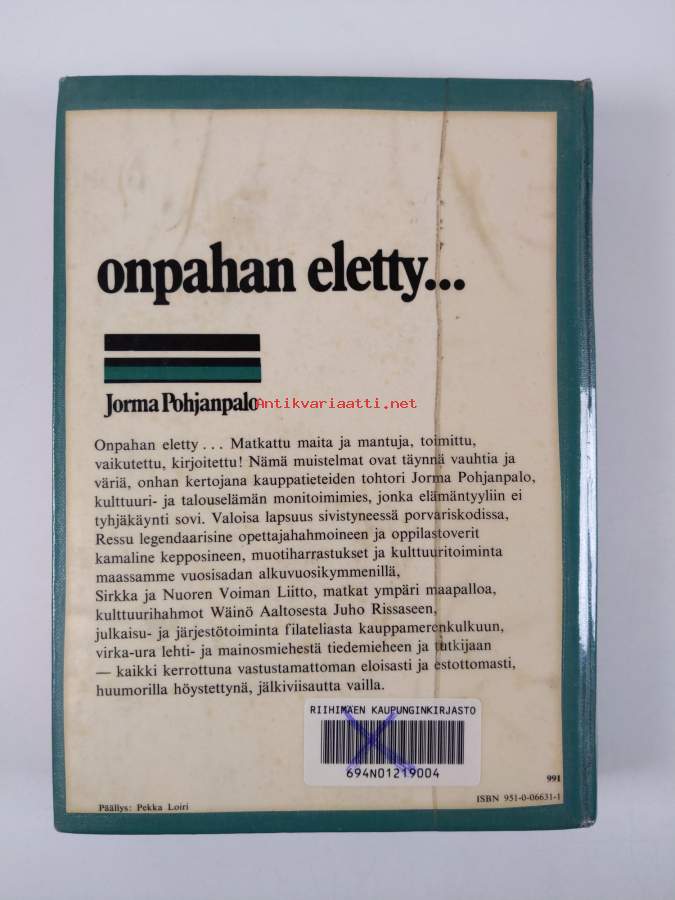 onpahan eletty...
Jorma Pohjanpalo
Antikvariaatti.net
Onpahan eletty... Matkattu maita ja mantuja, toimittu,
vaikutettu, kirjoitettu! Nämä muistelmat ovat täynnä vauhtia ja
väriä, onhan kertojana kauppatieteiden tohtori Jorma Pohjanpalo,
kulttuuri- ja talouselämän monitoimimies, jonka elämäntyyliin ei
tyhjäkäynti sovi. Valoisa lapsuus sivistyneessä porvariskodissa,
Ressu legendaarisine opettajahahmoineen ja oppilastoverit
kamaline kepposineen, muotiharrastukset ja kulttuuritoiminta
maassamme vuosisadan alkuvuosikymmenillä,
Sirkka ja Nuoren Voiman Liitto, matkat ympäri maapalloa,
kulttuurihahmot Wäinö Aaltosesta Juho Rissaseen,
julkaisu- ja järjestötoiminta filateliasta kauppamerenkulkuun,
virka-ura lehti- ja mainosmiehestä tiedemieheen ja tutkijaan
— kaikki kerrottuna vastustamattoman eloisasti ja estottomasti,
huumorilla höystettynä, jälkiviisautta vailla.
RIIHIMÄEN KAUPUNGINKIRJASTO
694N01219004
991
ISBN 951-0-06631-1
Päällys: Pekka Loiri